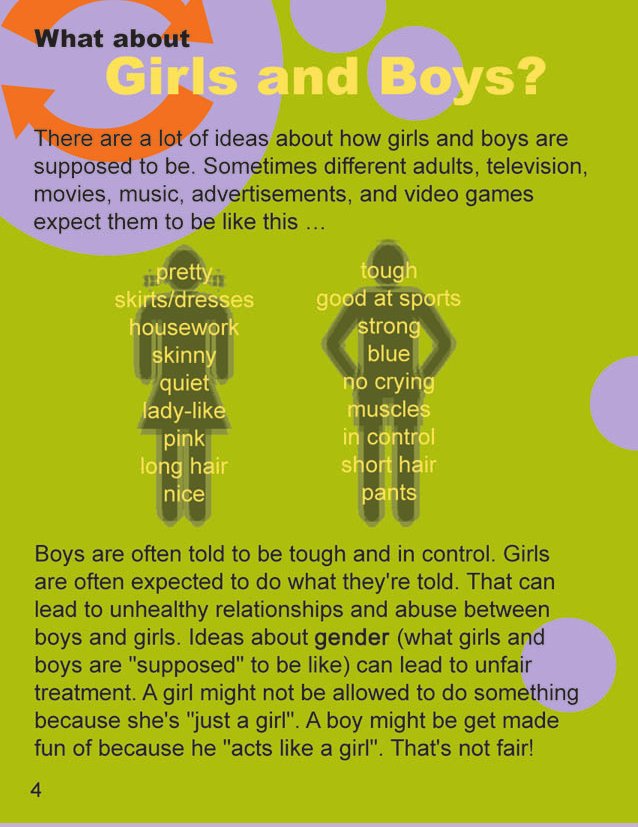 What about
Girls and Boys?
There are a lot of ideas about how girls and boys are
supposed to be. Sometimes different adults, television,
movies, music, advertisements, and video games
expect them to be like this …
pretty
skirts/dresses
housework
skinny
quiet
lady-like
pink
long hair
nice
tough
good at sports
strong
blue
no crying
muscles
in control
short hair
pants
Boys are often told to be tough and in control. Girls
are often expected to do what they're told. That can
lead to unhealthy relationships and abuse between
boys and girls. Ideas about gender (what girls and
boys are "supposed" to be like) can lead to unfair
treatment. A girl might not be allowed to do something
because she's "just a girl". A boy might be get made
fun of because he "acts like a girl". That's not fair!
4